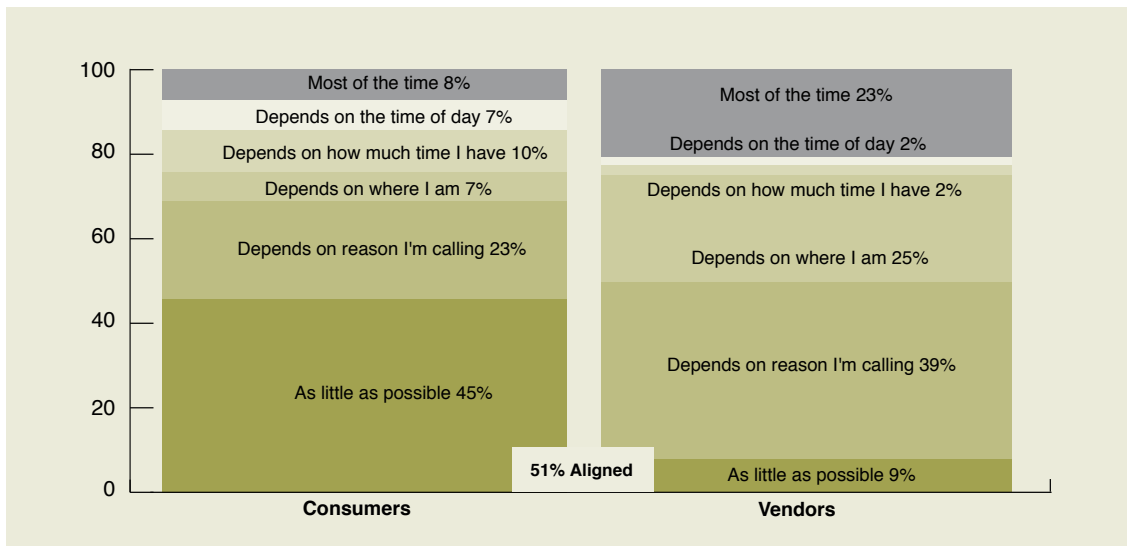 100
80
60
40
20
0
Most of the time 8%
Depends on the time of day 7%
Depends on how much time I have 10%
Depends on where I am 7%
Depends on reason I'm calling 23%
As little as possible 45%
Most of the time 23%
Depends on the time of day 2%
Depends on how much time I have 2%
Depends on where I am 25%
Depends on reason I'm calling 39%
As little as possible 9%
51% Aligned
Consumers
Vendors